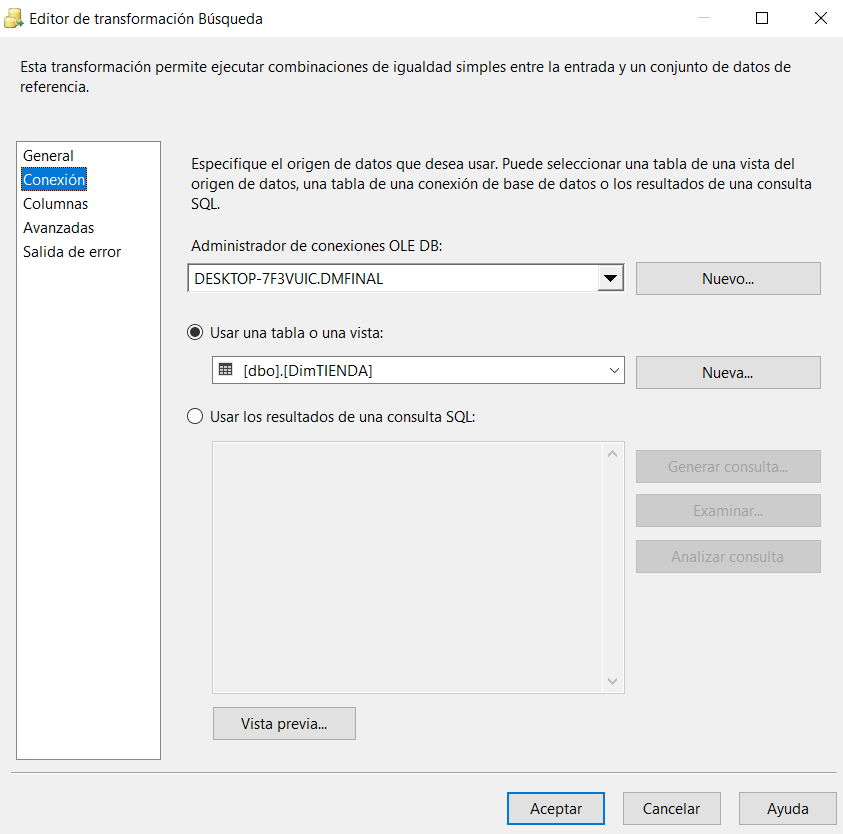 Editor de transformación Búsqueda
Esta transformación permite ejecutar combinaciones de igualdad simples entre la entrada y un conjunto de datos de
referencia.
General
Conexión
Columnas
Avanzadas
Salida de error
Especifique el origen de datos que desea usar. Puede seleccionar una tabla de una vista del
origen de datos, una tabla de una conexión de base de datos o los resultados de una consulta
SQL.
Administrador de conexiones OLE DB:
DESKTOP-7F3VUIC.DMFINAL
Nuevo...
Usar una tabla o una vista:
[dbo].[DimTIENDA]
Nueva...
Usar los resultados de una consulta SQL:
Generar consulta...
Examinar...
Analizar consulta
Vista previa...
Aceptar
Cancelar
Ayuda